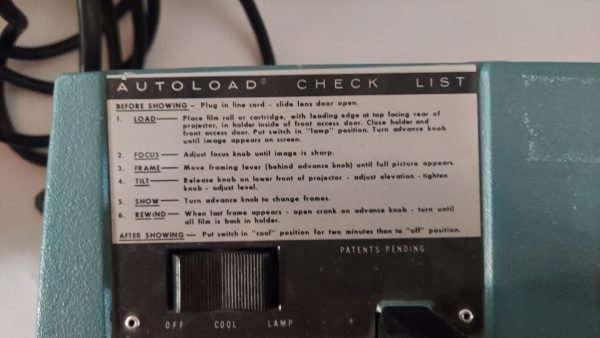 AUTOLOAD® CHECK LIST
BEFORE SHOWING – Plug in line cord - slide lens door open.
1. LOAD — Place film roll or cartridge, with leading edge at top facing rear of
projector, in holder inside of front access door. Close holder and
front access door. Put switch in "lamp" position. Turn advance knob
until image appears on screen.
2. FOCUS — Adjust focus knob until image is sharp.
3. FRAME — Move framing lever (behind advance knob) until full picture appears.
4. TILT — Release knob on lower front of projector - adjust elevation - tighten
knob - adjust level.
5. SHOW — Turn advance knob to change frames.
6. REWIND — When last frame appears - open crank on advance knob - turn until
all film is back in holder.
AFTER SHOWING — Put switch in "cool" position for two minutes then to "off" position.
PATENTS PENDING
OFF COOL LAMP